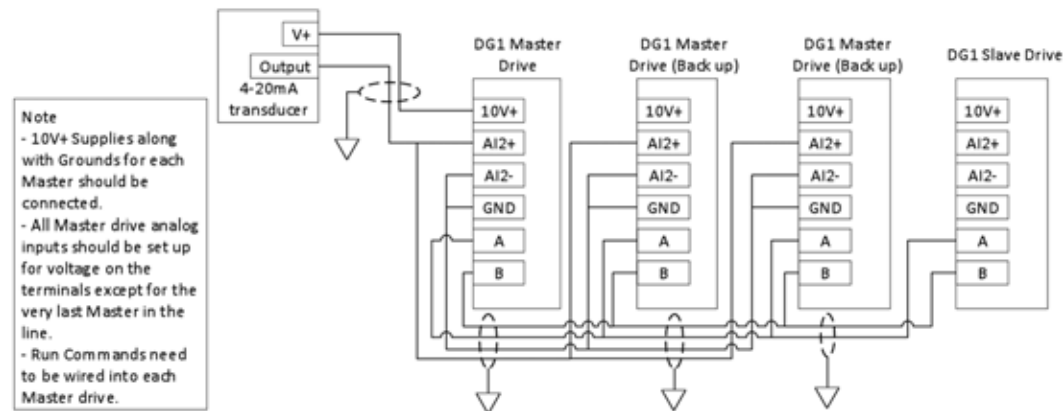 V+
Output
4-20mA
transducer
Note
- 10V+ Supplies along
with Grounds for each
Master should be
connected.
- All Master drive analog
inputs should be set up
for voltage on the
terminals except for the
very last Master in the
line.
- Run Commands need
to be wired into each
Master drive.
DG1 Master
Drive
10V+
AI2+
AI2-
GND
A
B
DG1 Master
Drive (Back up)
10V+
AI2+
AI2-
GND
A
B
DG1 Master
Drive (Back up)
10V+
AI2+
AI2-
GND
A
B
DG1 Slave Drive
10V+
AI2+
AI2-
GND
A
B